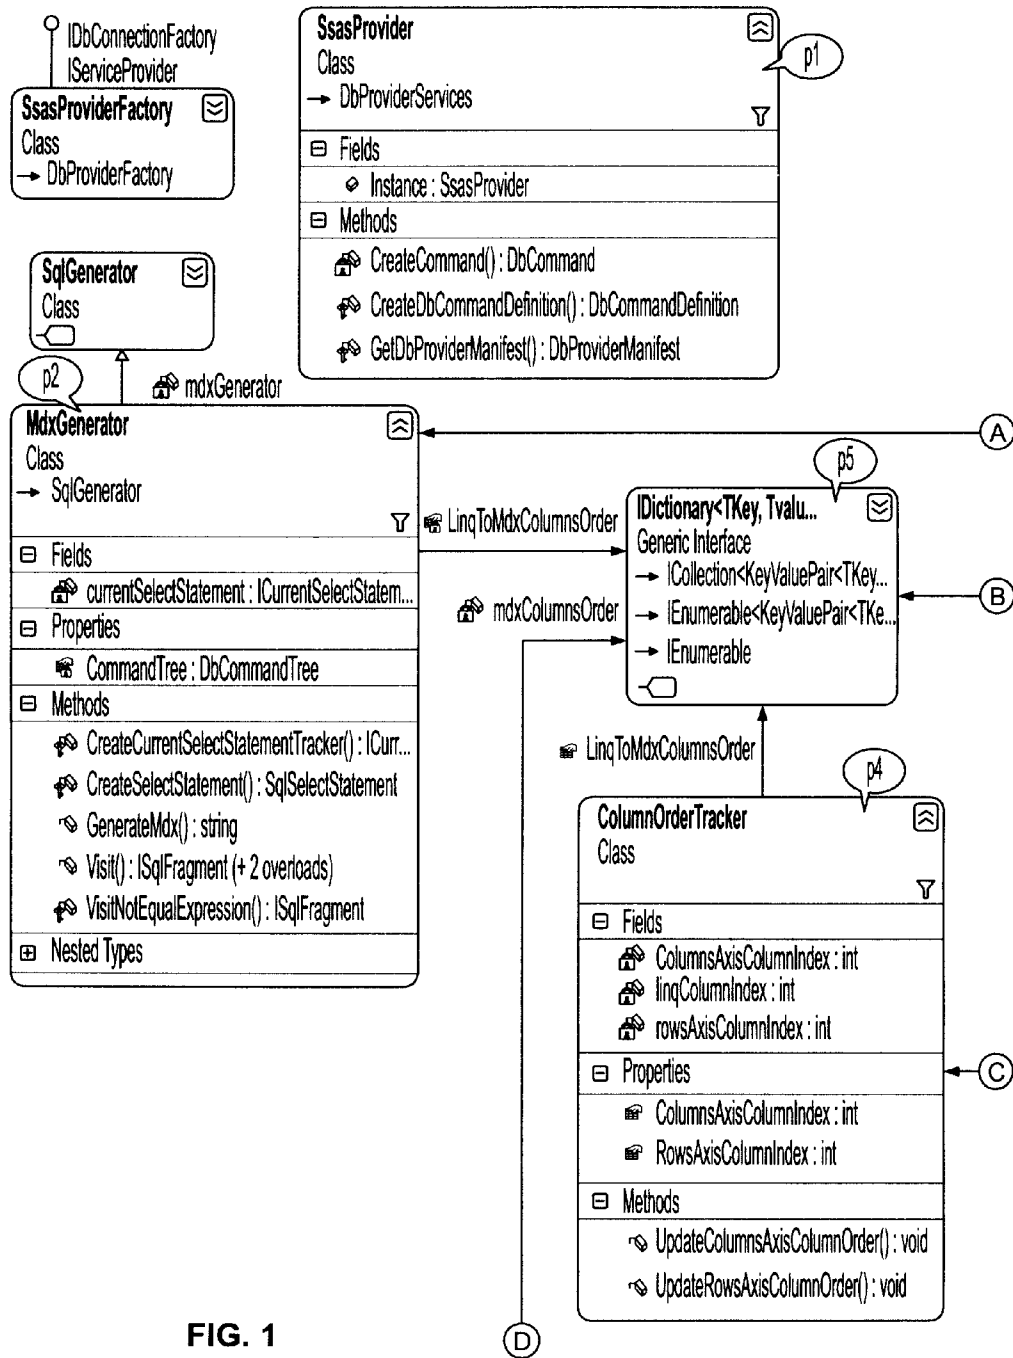 IDbConnectionFactory
IServiceProvider
SsasProviderFactory
Class
→ DbProviderFactory
SsasProvider
Class
→ DbProviderServices
p1
Fields
Instance : SsasProvider
Methods
CreateCommand() : DbCommand
CreateDbCommandDefinition() : DbCommandDefinition
GetDbProviderManifest() : DbProviderManifest
SqlGenerator
Class
p2
mdxGenerator
MdxGenerator
Class
→ SqlGenerator
Fields
currentSelectStatement : ICurrentSelectStatem...
Properties
CommandTree : DbCommandTree
Methods
CreateCurrentSelectStatementTracker() : ICurr...
CreateSelectStatement() : SqlSelectStatement
GenerateMdx() : string
Visit() : ISqlFragment (+ 2 overloads)
VisitNotEqualExpression() : ISqlFragment
Nested Types
A
LinqToMdxColumnsOrder
mdxColumnsOrder
p5
IDictionary<TKey, Tvalu...
Generic Interface
→ ICollection<KeyValuePair<TKey...
→ IEnumerable<KeyValuePair<TKe...
→ IEnumerable
B
LinqToMdxColumnsOrder
p4
ColumnOrderTracker
Class
Fields
ColumnsAxisColumnIndex : int
linqColumnIndex : int
rowsAxisColumnIndex : int
Properties
ColumnsAxisColumnIndex : int
RowsAxisColumnIndex : int
Methods
UpdateColumnsAxisColumnOrder() : void
UpdateRowsAxisColumnOrder() : void
C
D
FIG. 1